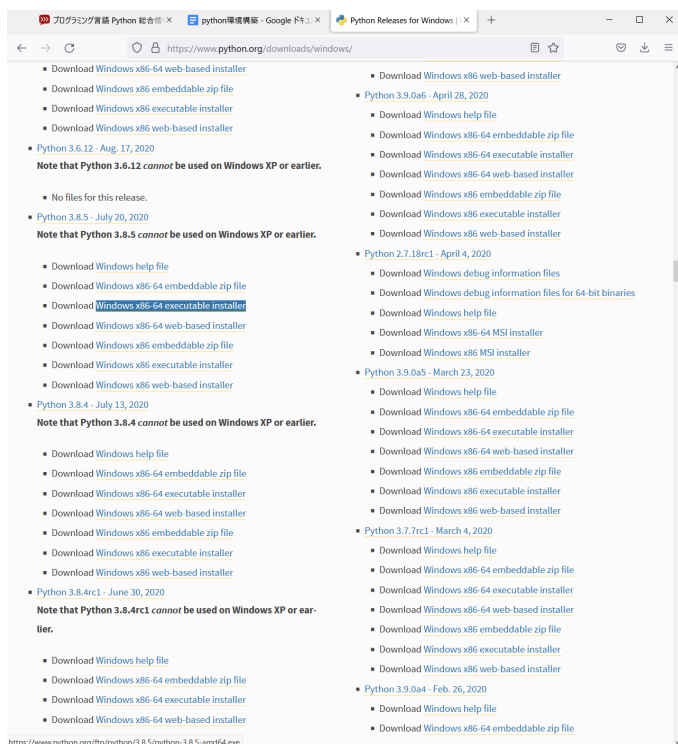 プログラミング言語 Python 総合情
python環境構築 - Google ドキュ
Python Releases for Windows |
https://www.python.org/downloads/windows/
Download Windows x86-64 web-based installer
Download Windows x86 embeddable zip file
Download Windows x86 executable installer
Download Windows x86 web-based installer
Python 3.6.12 - Aug. 17, 2020
Note that Python 3.6.12 cannot be used on Windows XP or earlier.
No files for this release.
Python 3.8.5 - July 20, 2020
Note that Python 3.8.5 cannot be used on Windows XP or earlier.
Download Windows help file
Download Windows x86-64 embeddable zip file
Download Windows x86-64 executable installer
Download Windows x86-64 web-based installer
Download Windows x86 embeddable zip file
Download Windows x86 executable installer
Download Windows x86 web-based installer
Python 3.8.4 - July 13, 2020
Note that Python 3.8.4 cannot be used on Windows XP or earlier.
Download Windows help file
Download Windows x86-64 embeddable zip file
Download Windows x86-64 executable installer
Download Windows x86-64 web-based installer
Download Windows x86 embeddable zip file
Download Windows x86 executable installer
Download Windows x86 web-based installer
Python 3.8.4rc1 - June 30, 2020
Note that Python 3.8.4rc1 cannot be used on Windows XP or ear-
lier.
Download Windows help file
Download Windows x86-64 embeddable zip file
Download Windows x86-64 executable installer
Download Windows x86-64 web-based installer
https://www.python.org/ftp/python/3.8.5/python-3.8.5-amd64.exe
Download Windows x86 web-based installer
Python 3.9.0a6 - April 28, 2020
Download Windows help file
Download Windows x86-64 embeddable zip file
Download Windows x86-64 executable installer
Download Windows x86-64 web-based installer
Download Windows x86 embeddable zip file
Download Windows x86 executable installer
Download Windows x86 web-based installer
Python 2.7.18rc1 - April 4, 2020
Download Windows debug information files
Download Windows debug information files for 64-bit binaries
Download Windows help file
Download Windows x86-64 MSI installer
Download Windows x86 MSI installer
Python 3.9.0a5 - March 23, 2020
Download Windows help file
Download Windows x86-64 embeddable zip file
Download Windows x86-64 executable installer
Download Windows x86-64 web-based installer
Download Windows x86 embeddable zip file
Download Windows x86 executable installer
Download Windows x86 web-based installer
Python 3.7.7rc1 - March 4, 2020
Download Windows help file
Download Windows x86-64 embeddable zip file
Download Windows x86-64 executable installer
Download Windows x86-64 web-based installer
Download Windows x86 embeddable zip file
Download Windows x86 executable installer
Download Windows x86 web-based installer
Python 3.9.0a4 - Feb. 26, 2020
Download Windows help file
Download Windows x86-64 embeddable zip file